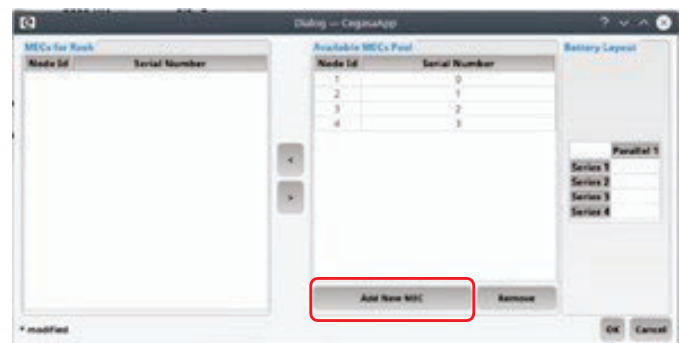 Dialog — CegasaApp
MECs for Rack
Node Id Serial Number
Available MECs Pool
Node Id Serial Number
1 0
2 1
3 2
4 3
<
>
Add New MEC Remove
Battery Layout
Parallel 1
Series 1
Series 2
Series 3
Series 4
* modified
OK Cancel